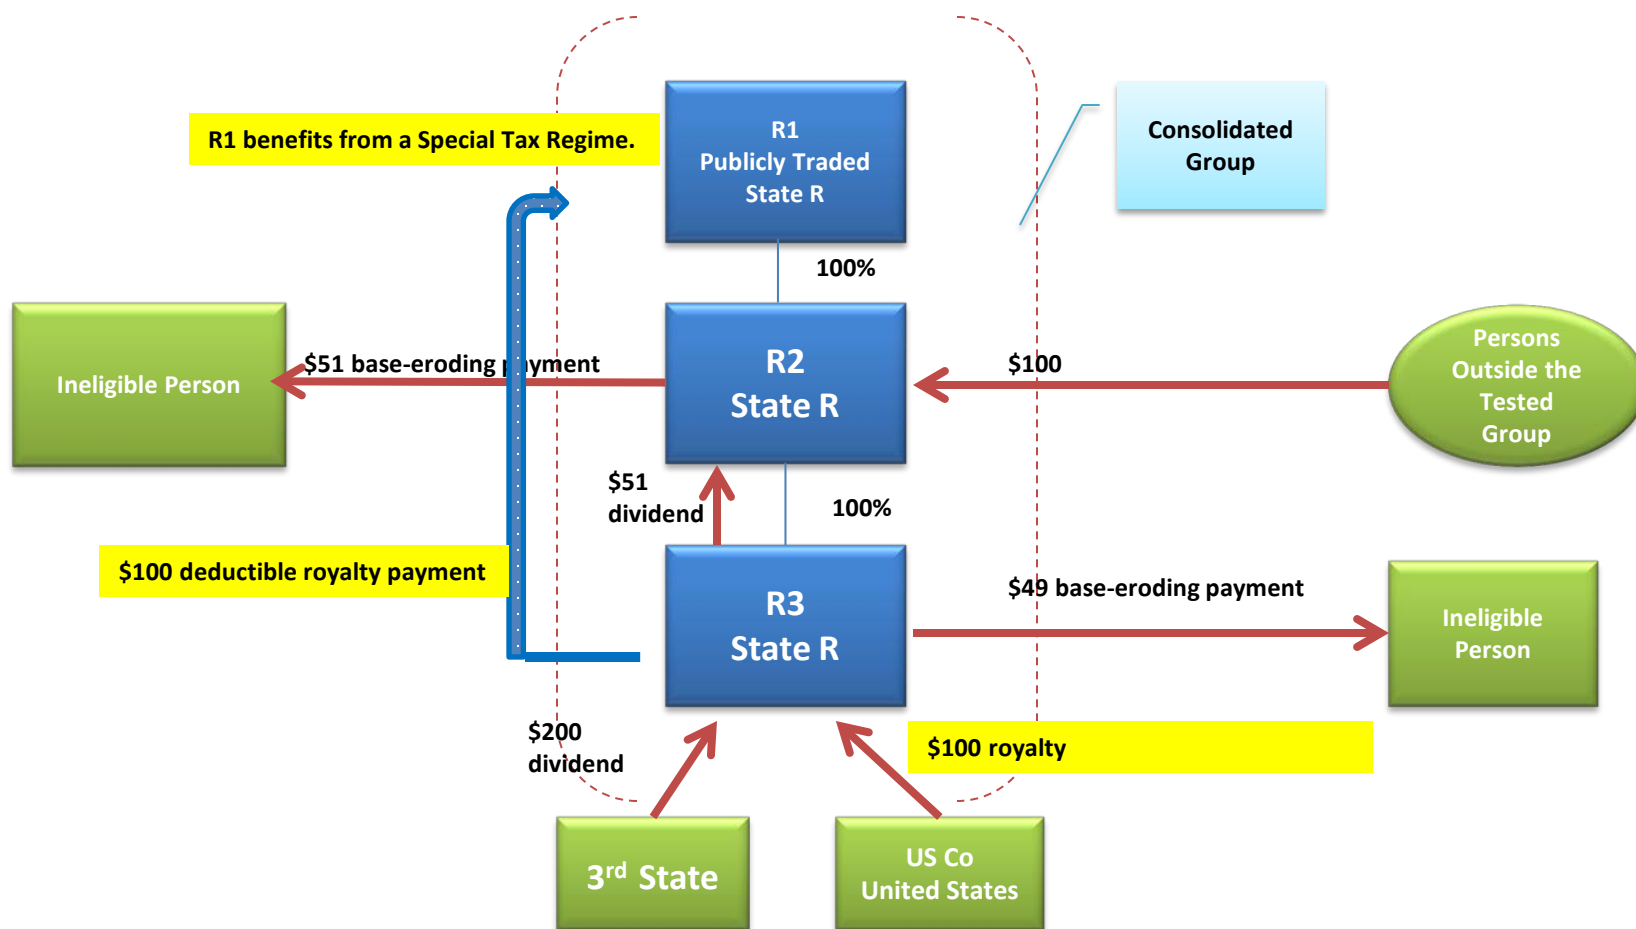 R1
Publicly Traded
State R
R1 benefits from a Special Tax Regime.
Consolidated
Group
100%
Ineligible Person
$51 base-eroding payment
R2
State R
$100
Persons
Outside the
Tested
Group
$51
dividend
100%
$100 deductible royalty payment
R3
State R
$49 base-eroding payment
Ineligible
Person
$200
dividend
$100 royalty
3rd State
US Co
United States